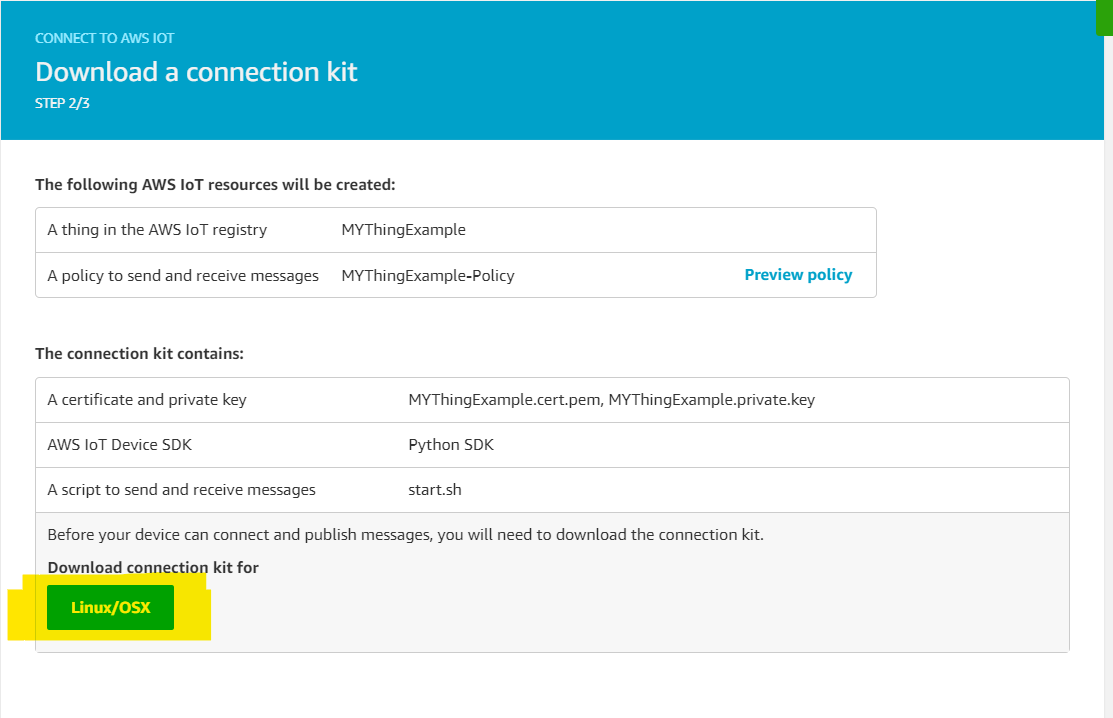 CONNECT TO AWS IOT
Download a connection kit
STEP 2/3
The following AWS IoT resources will be created:
A thing in the AWS IoT registry MYThingExample
A policy to send and receive messages MYThingExample-Policy Preview policy
The connection kit contains:
A certificate and private key MYThingExample.cert.pem, MYThingExample.private.key
AWS IoT Device SDK Python SDK
A script to send and receive messages start.sh
Before your device can connect and publish messages, you will need to download the connection kit.
Download connection kit for
Linux/OSX